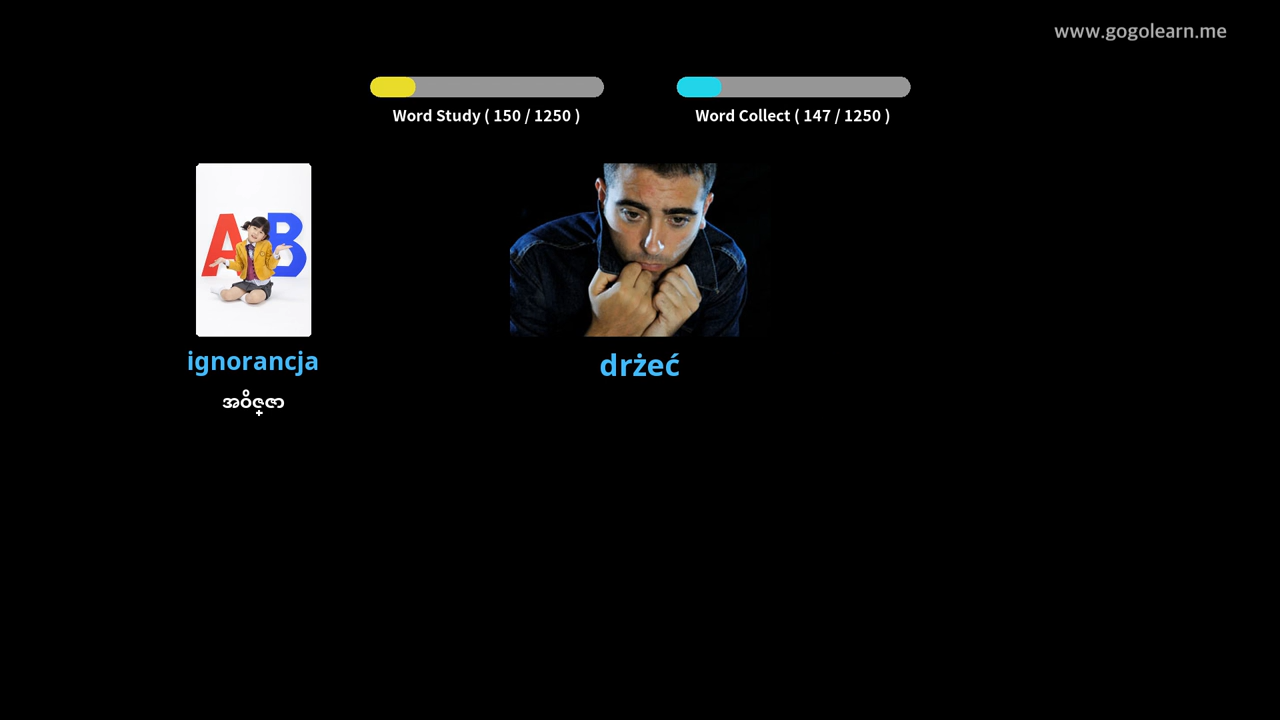 www.gogolearn.me
Word Study ( 150 / 1250 )
Word Collect ( 147 / 1250 )
A B
ignorancja
drżeć
အဝိဇ္ဇာ